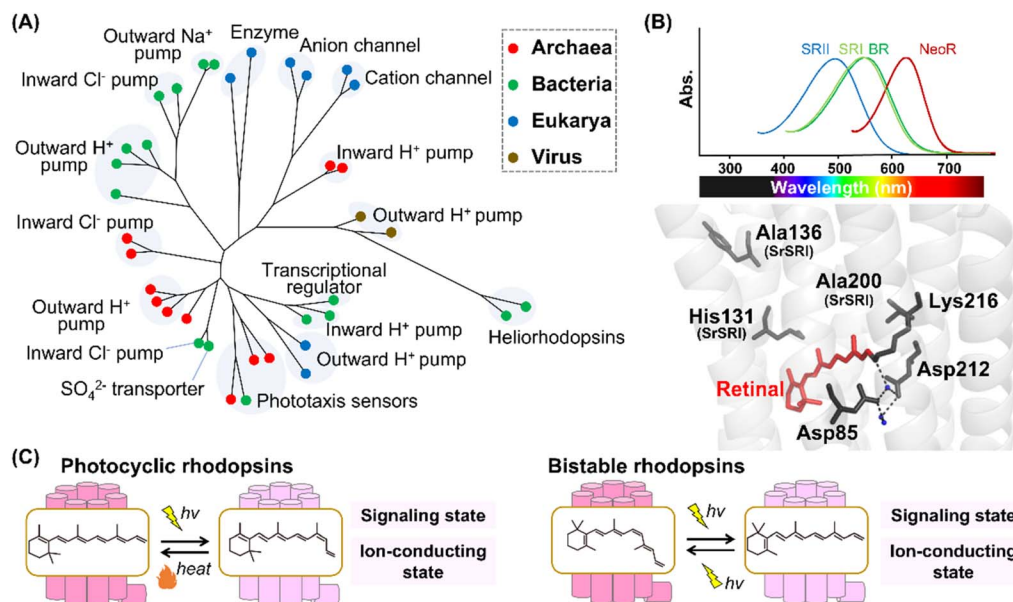 (A)
Outward Na⁺
pump
Inward Cl⁻ pump
Outward H⁺
pump
Inward Cl⁻ pump
Outward H⁺
pump
Inward Cl⁻ pump
SO₄²⁻ transporter
Enzyme
Anion channel
Cation channel
Inward H⁺ pump
Outward H⁺ pump
Heliorhodopsins
Transcriptional
regulator
Inward H⁺ pump
Outward H⁺ pump
Phototaxis sensors
Archaea
Bacteria
Eukarya
Virus
(B)
Abs.
SRII SRI BR NeoR
300 400 500 600 700
Wavelength (nm)
Ala136
(SrSRI)
Ala200
(SrSRI)
His131
(SrSRI)
Lys216
Asp212
Retinal
Asp85
(C)
Photocyclic rhodopsins
hν
heat
Signaling state
Ion-conducting
state
Bistable rhodopsins
hν
hν
Signaling state
Ion-conducting
state